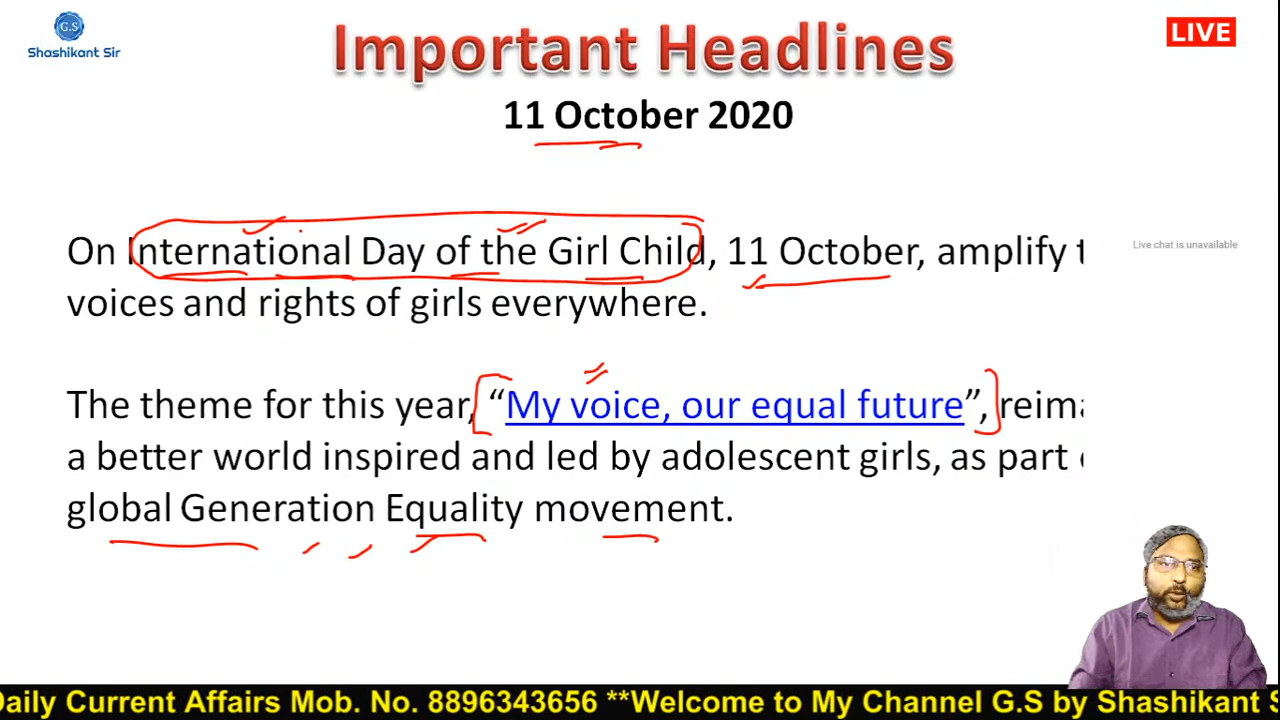 G.S
Shashikant Sir
Important Headlines
LIVE
11 October 2020
On International Day of the Girl Child, 11 October, amplify
Live chat is unavailable
voices and rights of girls everywhere.
The theme for this year, “My voice, our equal future”,
a better world inspired and led by adolescent girls, as part
global Generation Equality movement.
Daily Current Affairs Mob. No. 8896343656 **Welcome to My Channel G.S by Shashikant